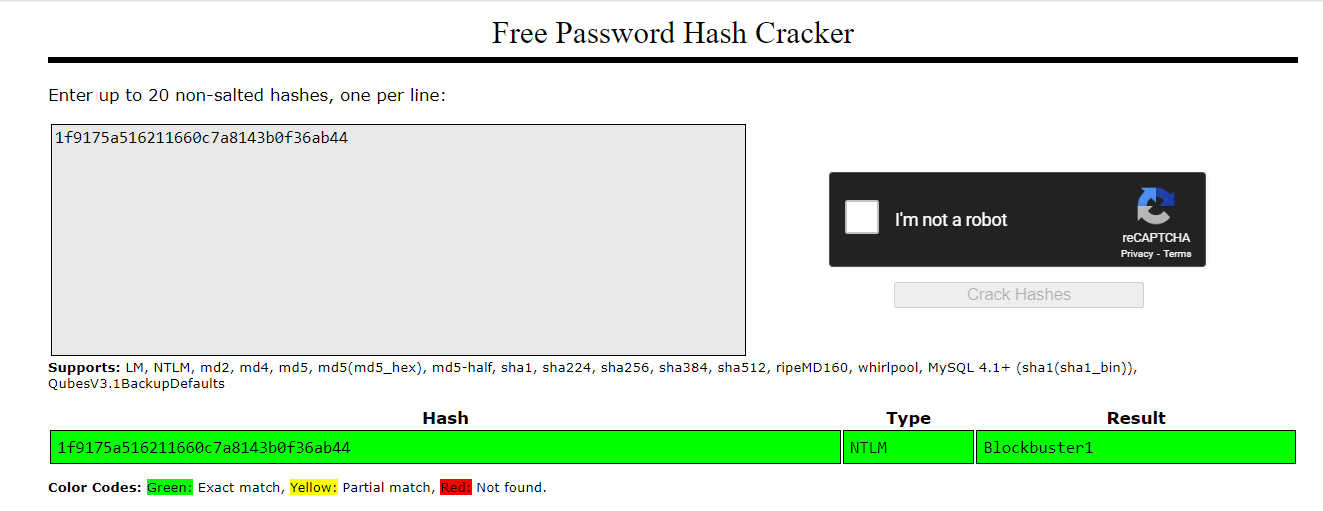 Free Password Hash Cracker
Enter up to 20 non-salted hashes, one per line:
1f9175a516211660c7a8143b0f36ab44
I'm not a robot
reCAPTCHA
Privacy - Terms
Crack Hashes
Supports: LM, NTLM, md2, md4, md5, md5(md5_hex), md5-half, sha1, sha224, sha256, sha384, sha512, ripeMD160, whirlpool, MySQL 4.1+ (sha1(sha1_bin)),
QubesV3.1BackupDefaults
Hash Type Result
1f9175a516211660c7a8143b0f36ab44 NTLM Blockbuster1
Color Codes: Green: Exact match, Yellow: Partial match, Red: Not found.